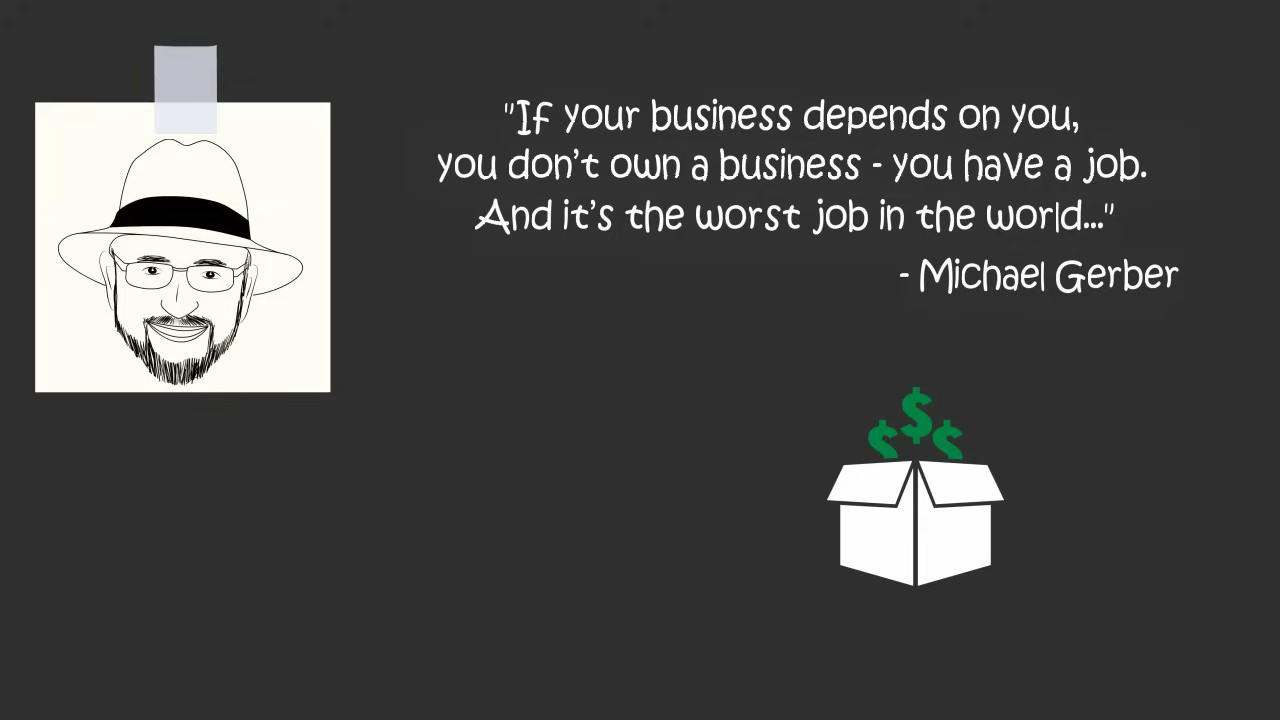 "If your business depends on you,
you don’t own a business - you have a job.
And it’s the worst job in the world..."
- Michael Gerber
$ $ $